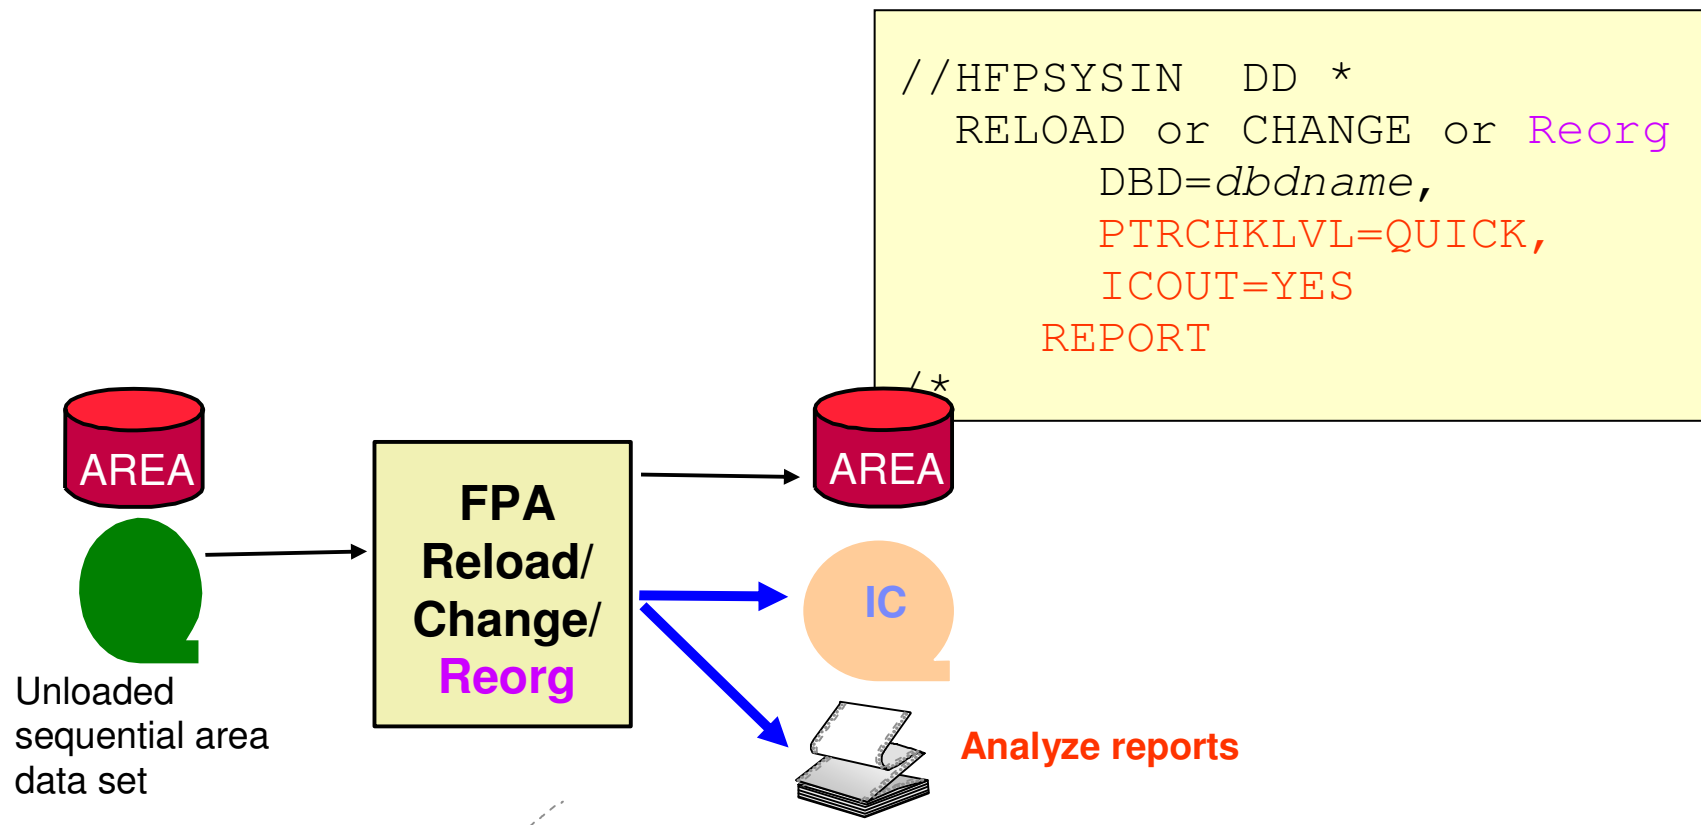 //HFPSYSIN  DD *
RELOAD or CHANGE or Reorg
DBD=dbdname,
PTRCHKLVL=QUICK,
ICOUT=YES
REPORT
/*
AREA
AREA
FPA
Reload/
Change/
Reorg
IC
Unloaded
sequential area
data set
Analyze reports